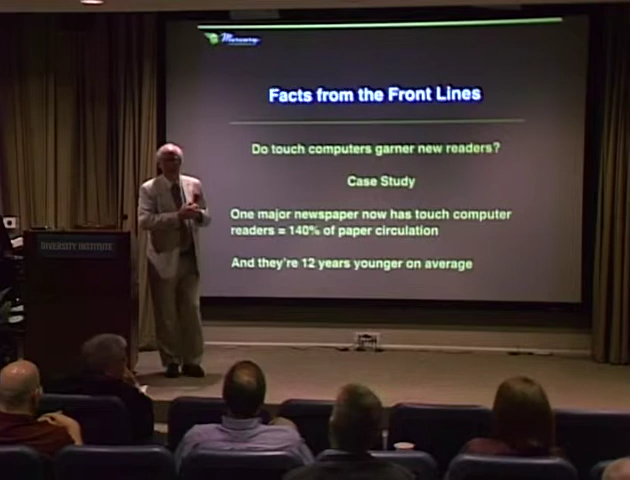 Mercury
Facts from the Front Lines
Do touch computers garner new readers?
Case Study
One major newspaper now has touch computer
readers = 140% of paper circulation
And they're 12 years younger on average
DIVERSITY INSTITUTE